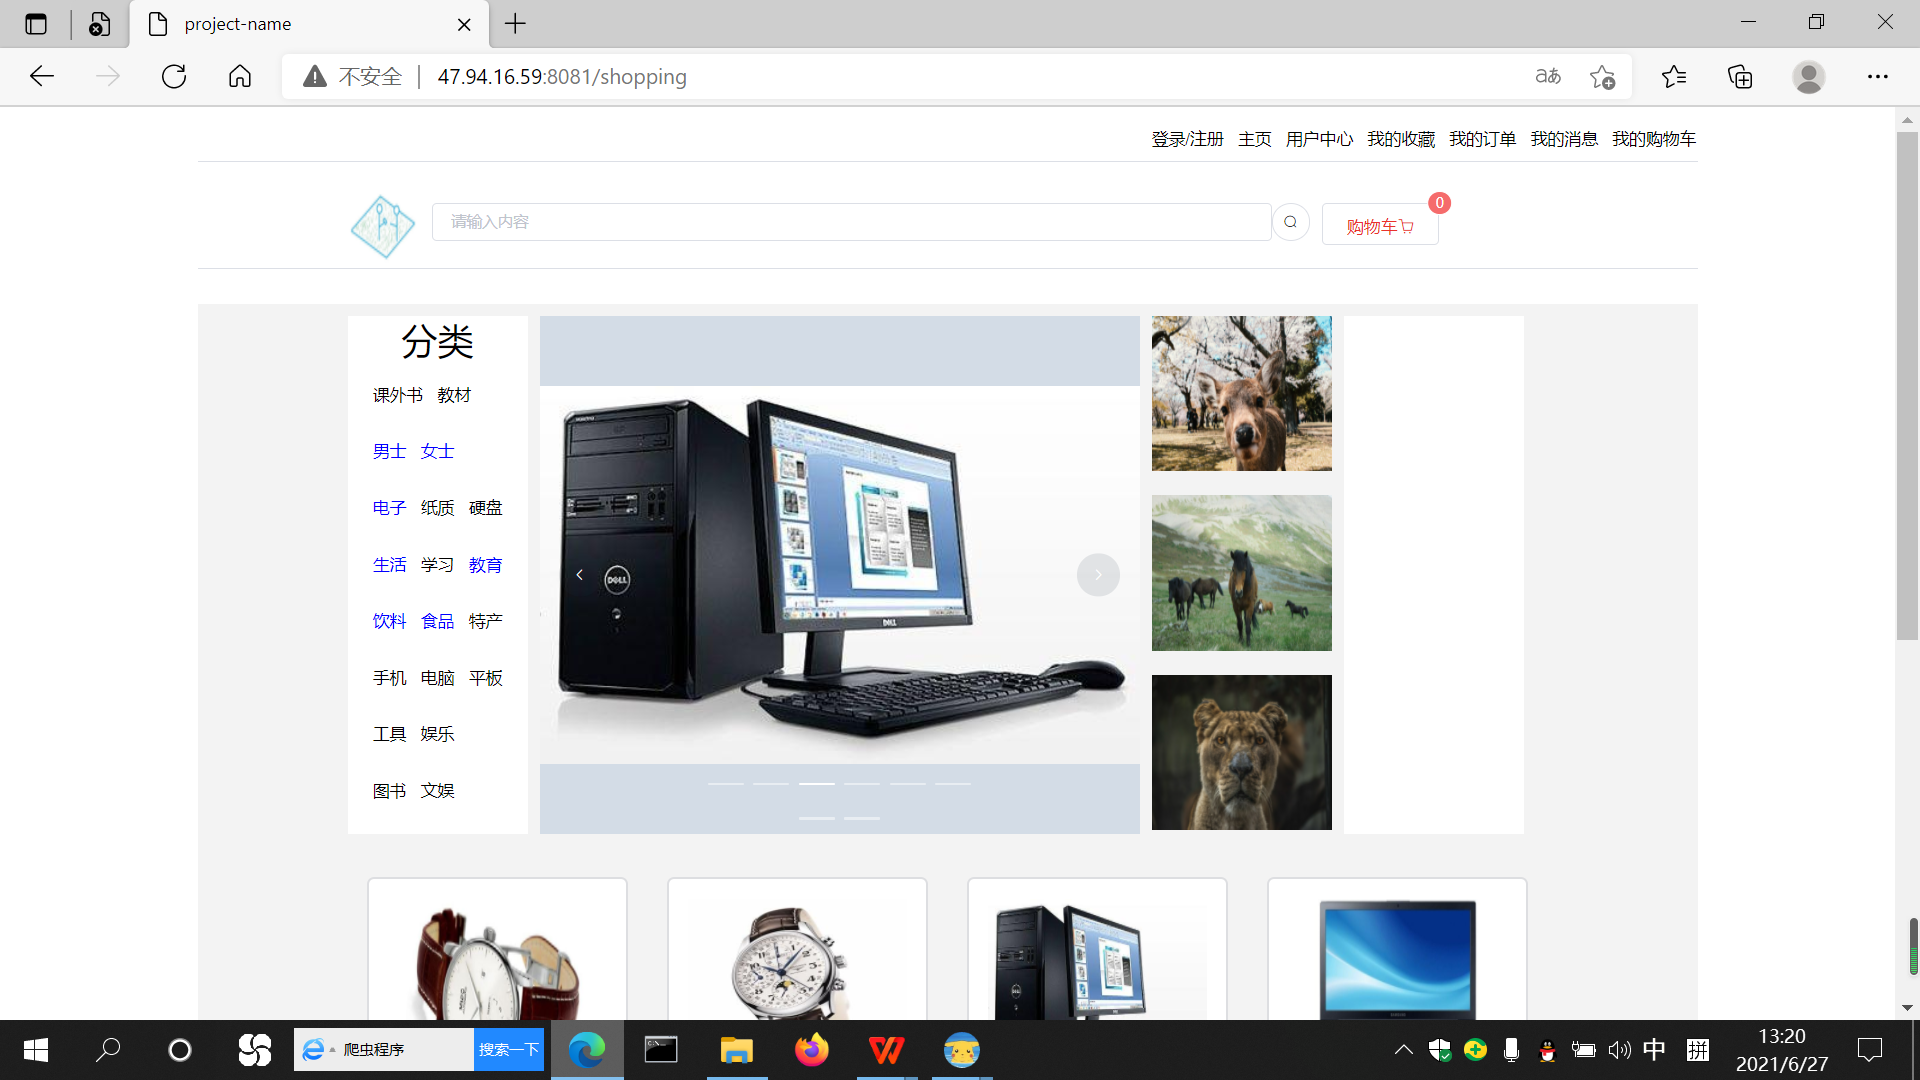 project-name
不安全 47.94.16.59:8081/shopping
登录/注册 主页 用户中心 我的收藏 我的订单 我的消息 我的购物车
请输入内容
购物车
0
分类
课外书 教材
男士 女士
电子 纸质 硬盘
生活 学习 教育
饮料 食品 特产
手机 电脑 平板
工具 娱乐
图书 文娱
DELL
DELL
爬虫程序 搜索一下
中 拼
13:20
2021/6/27